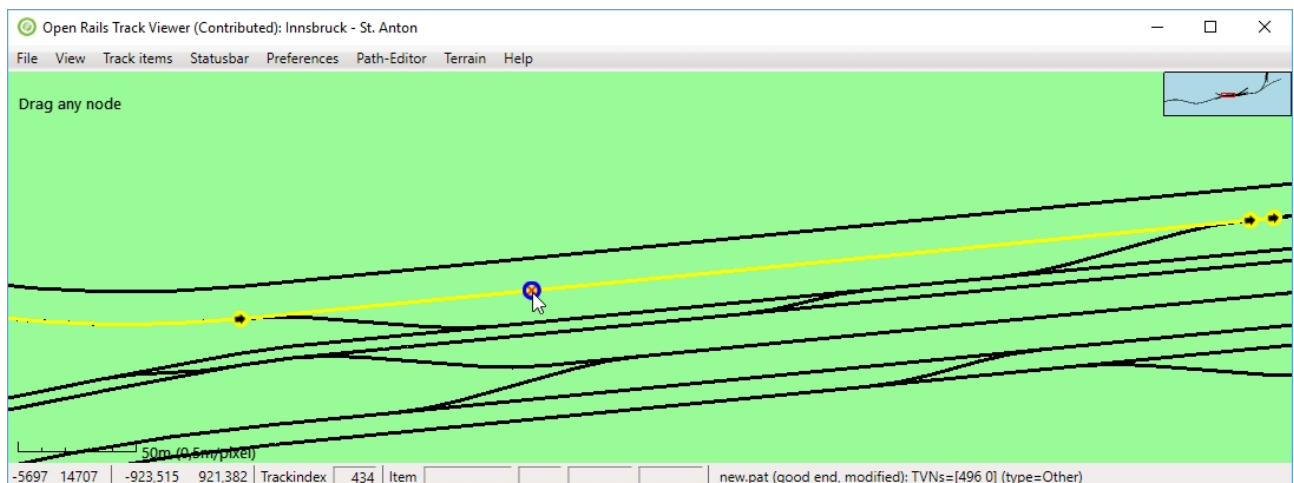 Open Rails Track Viewer (Contributed): Innsbruck - St. Anton
File View Track items Statusbar Preferences Path-Editor Terrain Help
Drag any node
50m (0,5m/pixel)
-5697 14707 -923,515 921,382 Trackindex 434 Item new.pat (good end, modified): TVNs=[496 0] (type=Other)